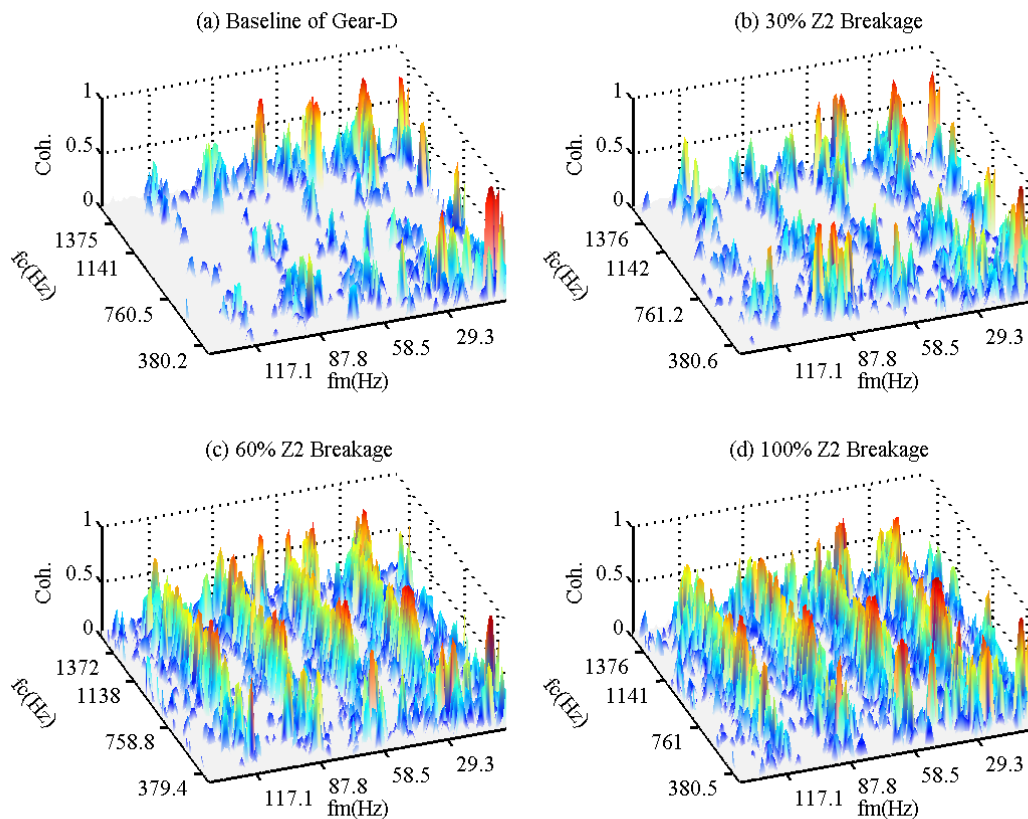 (a) Baseline of Gear-D
1
0.5
0
Coh.
1375
1141
760.5
380.2
fc(Hz)
117.1
87.8
58.5
29.3
fm(Hz)
(b) 30% Z2 Breakage
1
0.5
0
Coh.
1376
1142
761.2
380.6
fc(Hz)
117.1
87.8
58.5
29.3
fm(Hz)
(c) 60% Z2 Breakage
1
0.5
0
Coh.
1372
1138
758.8
379.4
fc(Hz)
117.1
87.8
58.5
29.3
fm(Hz)
(d) 100% Z2 Breakage
1
0.5
0
Coh.
1376
1141
761
380.5
fc(Hz)
117.1
87.8
58.5
29.3
fm(Hz)